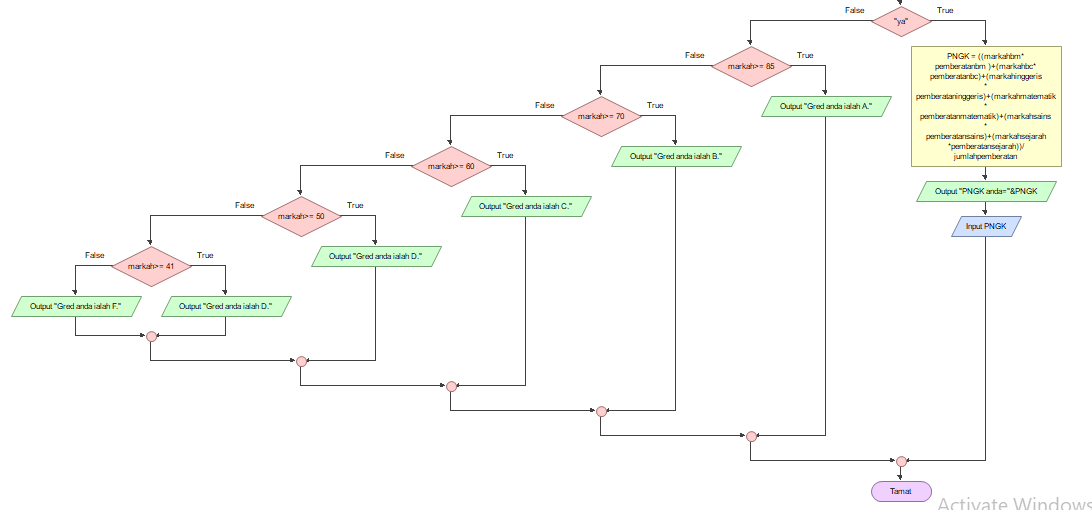 False
True
"ya"
False
True
markah>= 85
PNGK = ((markahbm*
pemberatanbm )+(markahbc*
pemberatanbc)+(markahinggeris
*
pemberataninggeris)+(markahmatematik
*
pemberatanmatematik)+(markahsains
*
pemberatansains)+(markahsejarah
*pemberatansejarah))/
jumlahpemberatan
False
True
Output "Gred anda ialah A."
markah>= 70
False
True
Output "Gred anda ialah B."
markah>= 60
Output "PNGK anda="&PNGK
False
True
Output "Gred anda ialah C."
markah>= 50
Input PNGK
False
True
Output "Gred anda ialah D."
markah>= 41
Output "Gred anda ialah F."
Output "Gred anda ialah D."
Tamat
Activate Windows